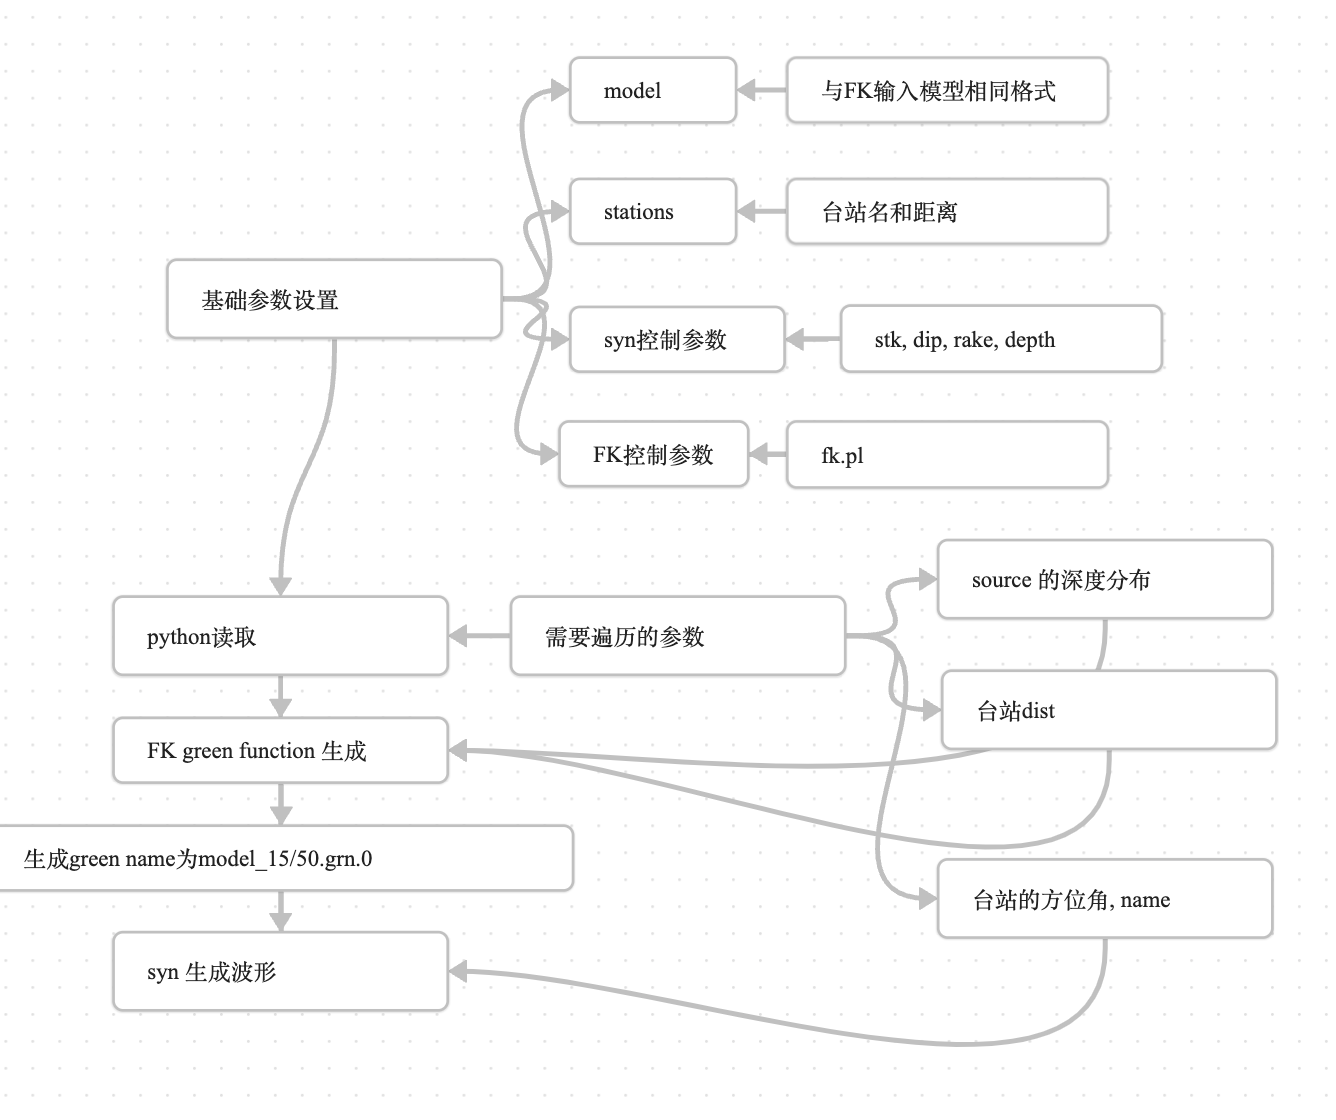 model
与FK输入模型相同格式
stations
台站名和距离
基础参数设置
syn控制参数
stk, dip, rake, depth
FK控制参数
fk.pl
source 的深度分布
python读取
需要遍历的参数
台站dist
FK green function 生成
生成green name为model_15/50.grn.0
台站的方位角, name
syn 生成波形